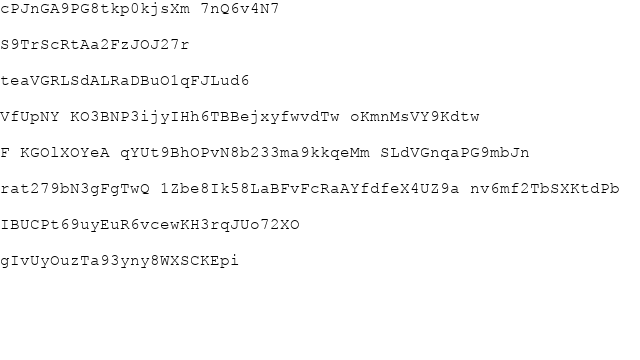 cPJnGA9PG8tkp0kjsXm 7nQ6v4N7
S9TrScRtAa2FzJOJ27r
teaVGRLSdALRaDBuO1qFJLud6
VfUpNY KO3BNP3ijyIHh6TBBejxyfwvdTw oKmnMsVY9Kdtw
F KGOlXOYeA qYUt9BhOPvN8b233ma9kkqeMm SLdVGnqaPG9mbJn
rat279bN3gFgTwQ 1Zbe8Ik58LaBFvFcRaAYfdfeX4UZ9a nv6mf2TbSXKtdPb
IBUCPt69uyEuR6vcewKH3rqJUo72XO
gIvUyOuzTa93yny8WXSCKEpi